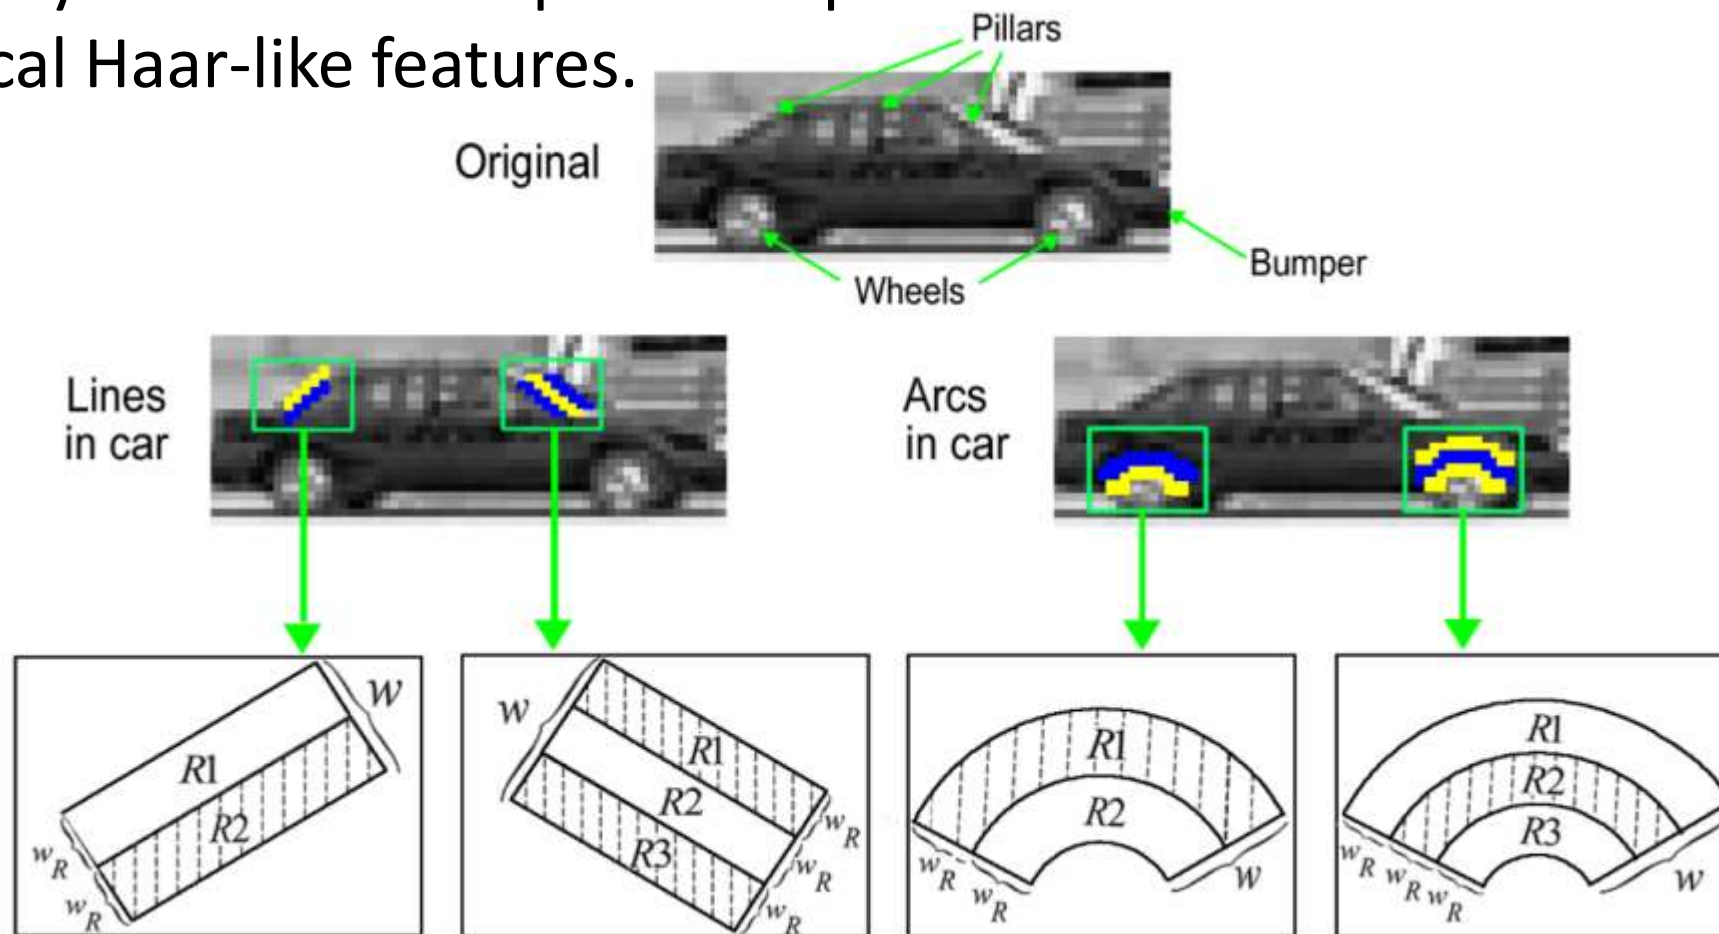 cal Haar-like features.
Pillars
Original
Bumper
Wheels
Lines
in car
Arcs
in car
w
R1
R2
wR
wR
w
R1
R2
R3
wR
wR
wR
R1
R2
wR
wR
w
R1
R2
R3
wR
wR
wR
w